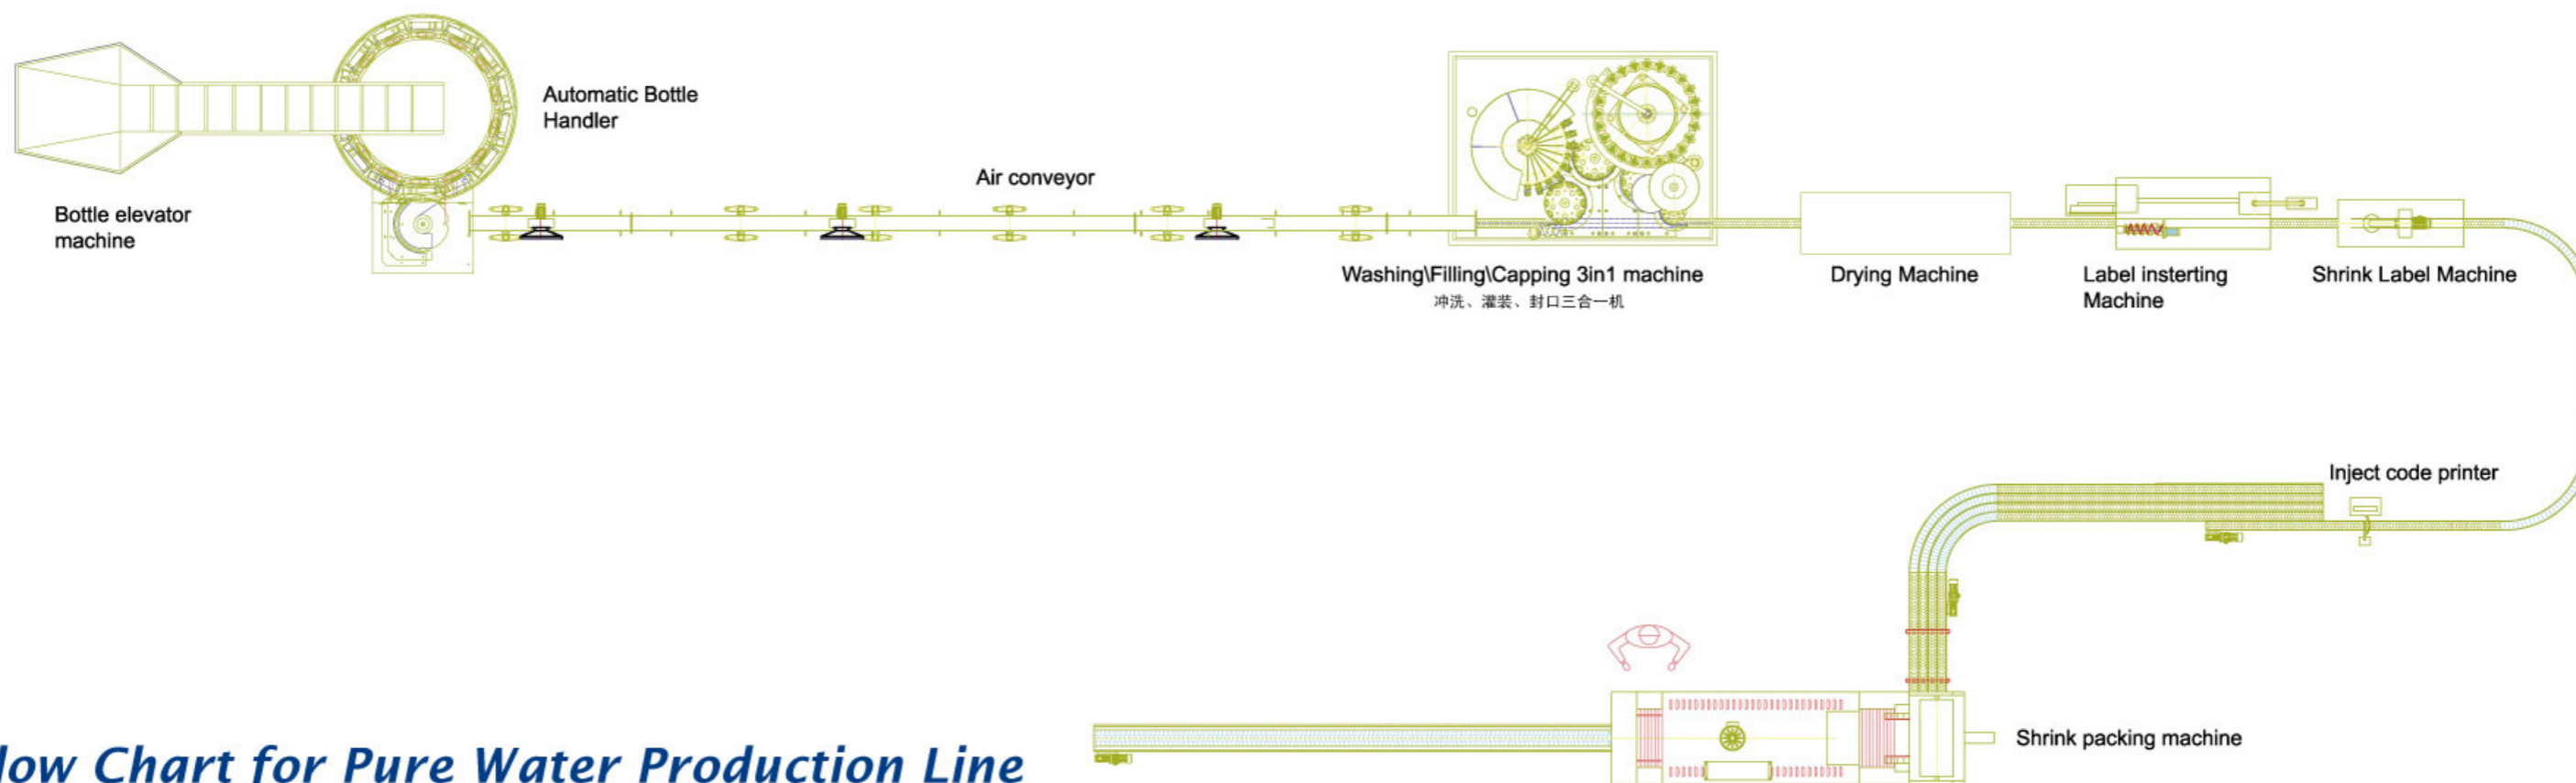 Automatic Bottle
Handler
Bottle elevator
machine
Air conveyor
Washing\Filling\Capping 3in1 machine
冲洗、灌装、封口三合一机
Drying Machine
Label insterting
Machine
Shrink Label Machine
Inject code printer
Shrink packing machine
low Chart for Pure Water Production Line